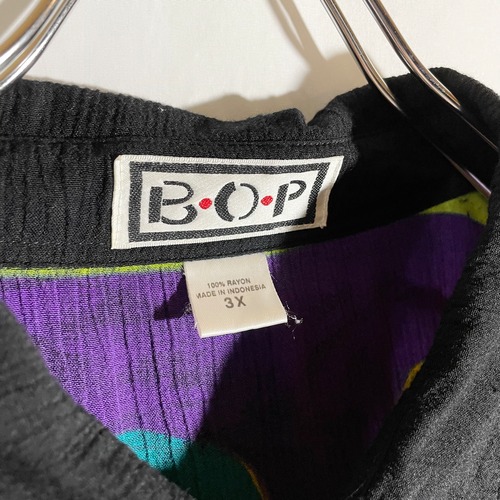 B•O•P
100% RAYON
MADE IN INDONESIA
3X